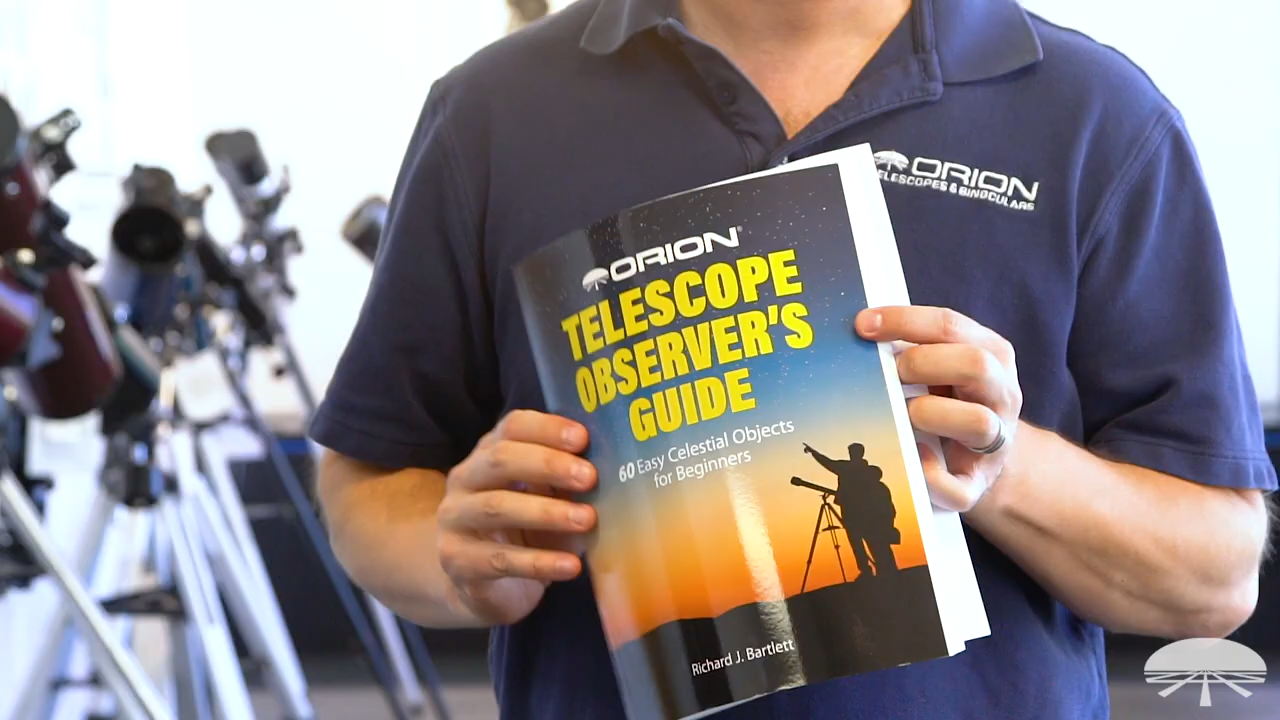 ORION
TELESCOPES & BINOCULARS
ORION®
TELESCOPE
OBSERVER'S
GUIDE
60 Easy Celestial Objects
for Beginners
Richard J. Bartlett